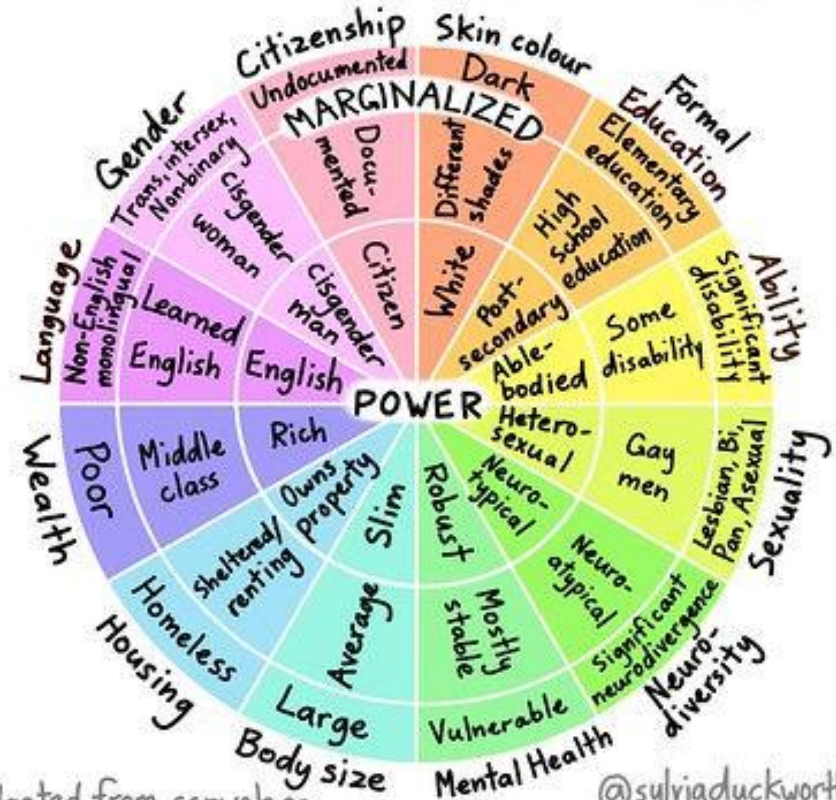 Citizenship
Undocumented
Docu-
mented
Citizen
Skin colour
Dark
Different
shades
White
Formal
Education
Elementary
education
High
school
education
Post-
secondary
Ability
Significant
disability
Some
disability
Able-
bodied
Sexuality
Lesbian, Bi,
Pan, Asexual
Gay
men
Hetero-
sexual
Neuro-
diversity
Significant
neurodivergence
Neuro-
atypical
Neuro-
typical
Mental Health
Vulnerable
Mostly
stable
Robust
Body size
Large
Average
Slim
Housing
Homeless
Sheltered/
renting
Owns
property
Wealth
Poor
Middle
class
Rich
Language
Non-English
monolingual
Learned
English
English
Gender
Trans, intersex,
Non-binary
cisgender
woman
cisgender
man
MARGINALIZED
POWER
from
@sylviaduckworth